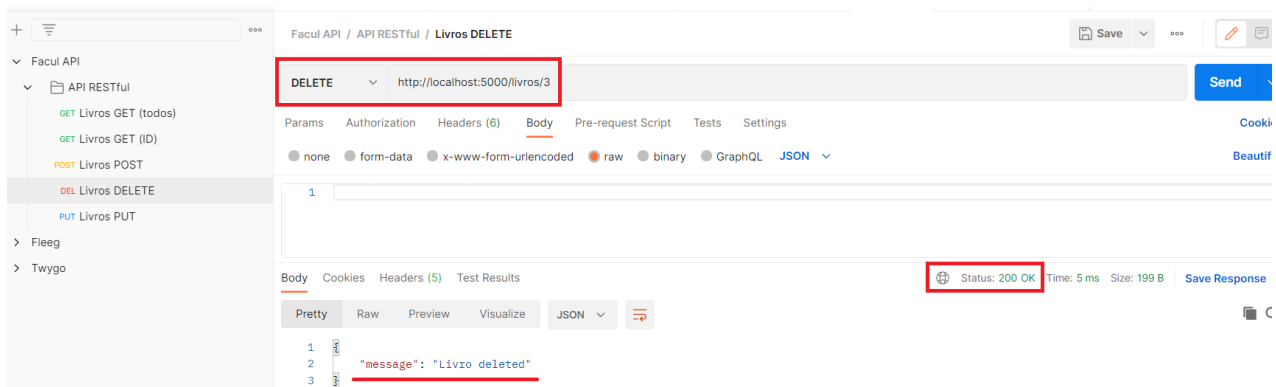 Facul API / API RESTful / Livros DELETE
Save
Facul API
API RESTful
GET Livros GET (todos)
GET Livros GET (ID)
POST Livros POST
DEL Livros DELETE
PUT Livros PUT
Fleeg
Twygo
DELETE http://localhost:5000/livros/3
Send
Params Authorization Headers (6) Body Pre-request Script Tests Settings Cookie
none form-data x-www-form-urlencoded raw binary GraphQL JSON Beautif
1
Body Cookies Headers (5) Test Results Status: 200 OK Time: 5 ms Size: 199 B Save Response
Pretty Raw Preview Visualize JSON
1 {
2 "message": "Livro deleted"
3 }